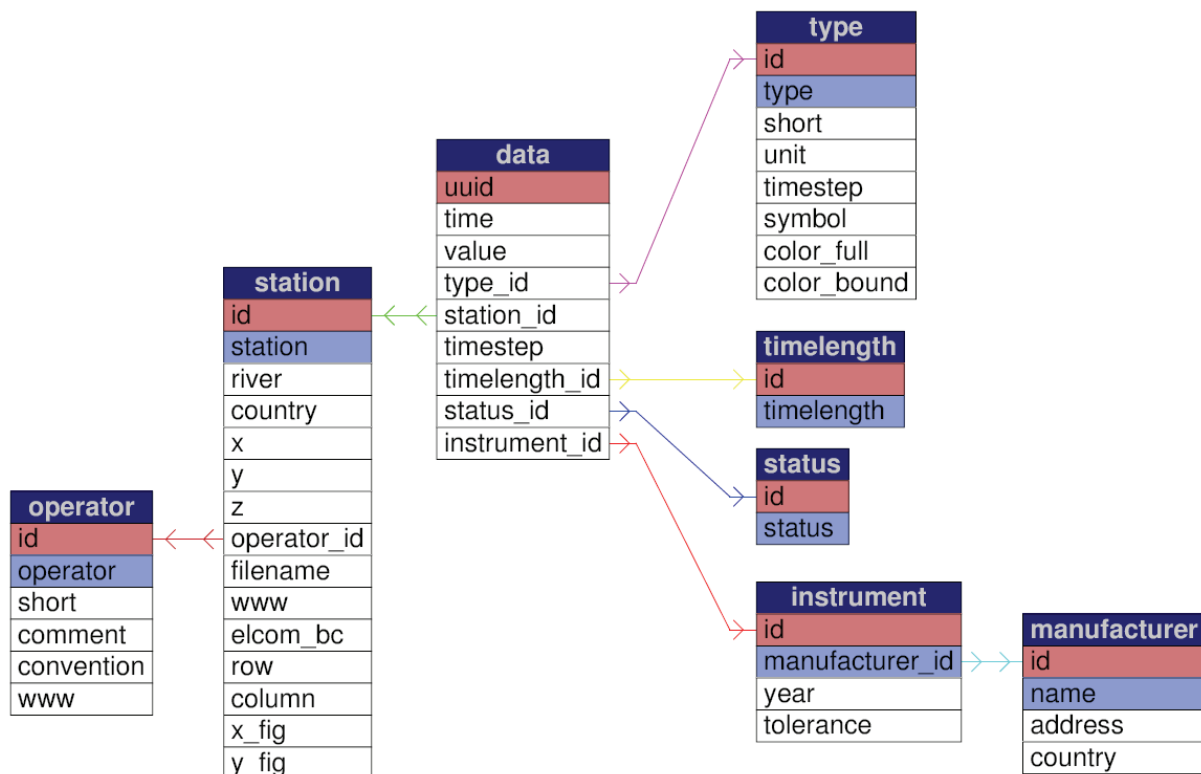 type
id
type
short
unit
timestep
symbol
color_full
color_bound
data
uuid
time
value
type_id
station_id
timestep
timelength_id
status_id
instrument_id
station
id
station
river
country
x
y
z
operator_id
filename
www
elcom_bc
row
column
x_fig
y_fig
operator
id
operator
short
comment
convention
www
timelength
id
timelength
status
id
status
instrument
id
manufacturer_id
year
tolerance
manufacturer
id
name
address
country